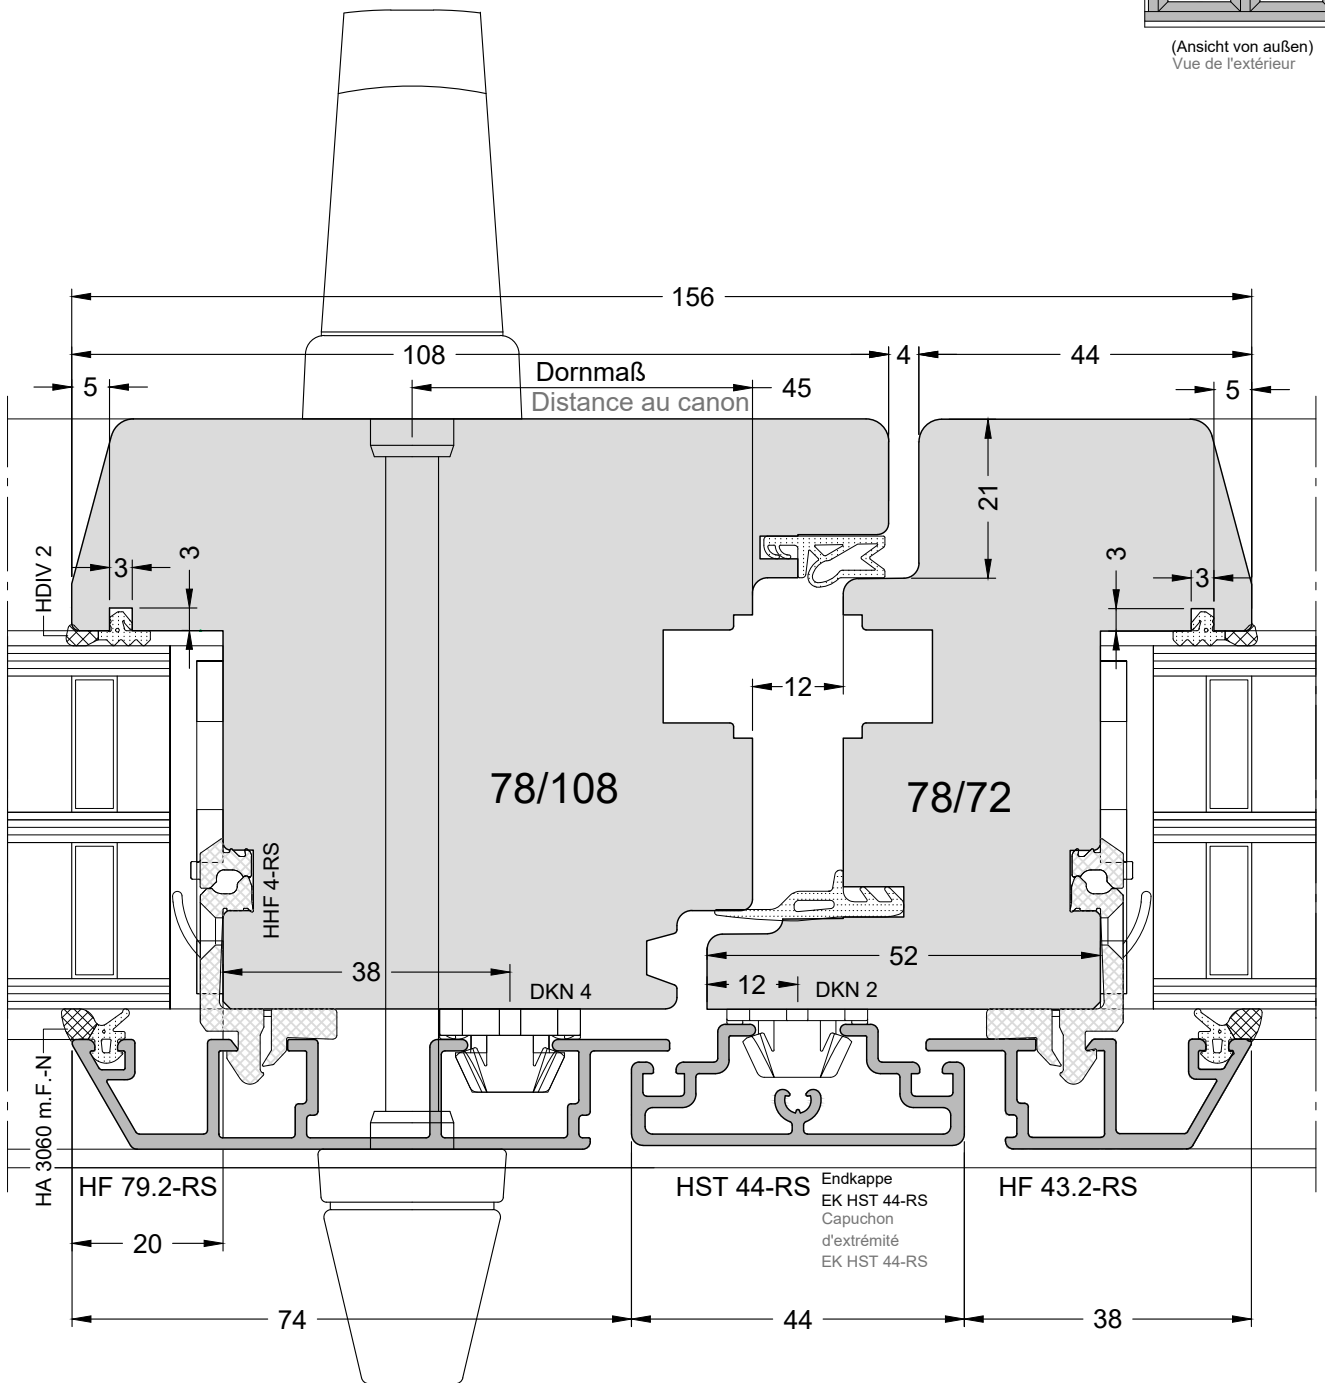 (Ansicht von außen)
Vue de l'extérieur
156
108
4
44
5
Dornmaß
45
5
Distance au canon
21
HDIV 2
3
3
3
3
12
78/108
78/72
HHF 4-RS
38
DKN 4
52
12
DKN 2
HA 3060 m.F.-N
HF 79.2-RS
HST 44-RS
Endkappe
EK HST 44-RS
Capuchon
d'extrémité
EK HST 44-RS
HF 43.2-RS
20
74
44
38